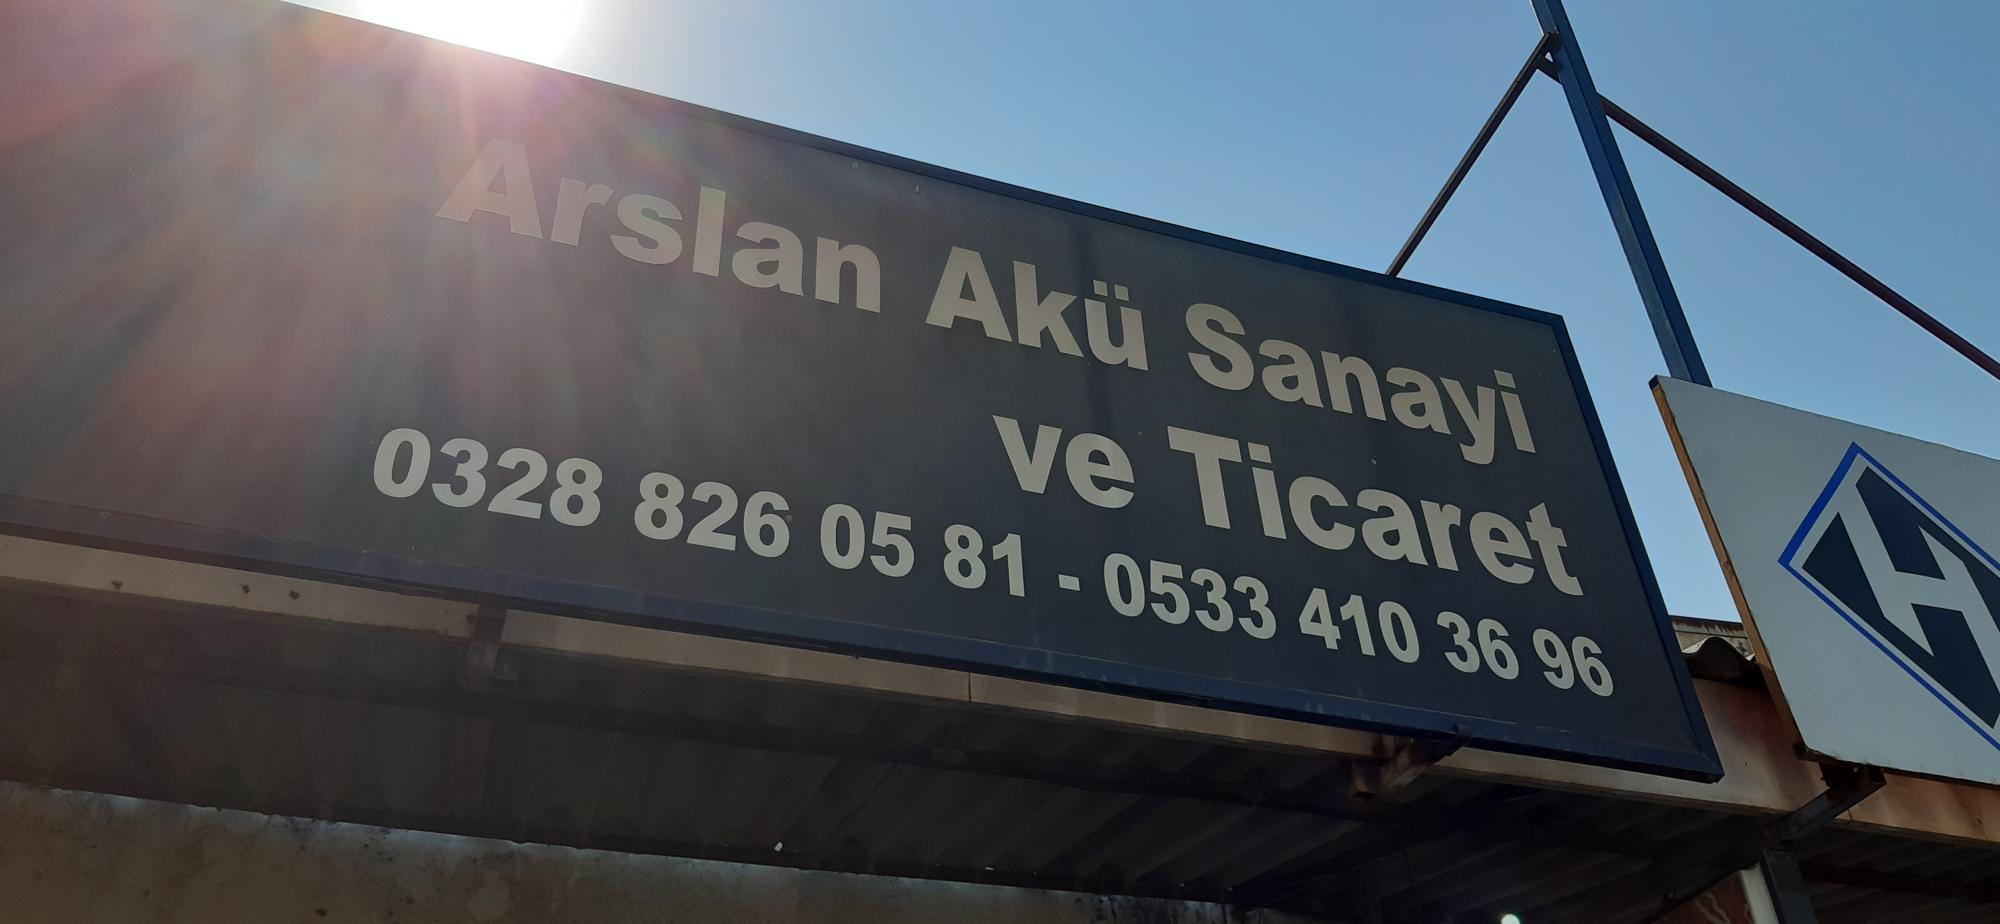 Arslan Akü Sanayi
ve Ticaret
0328 826 05 81 - 0533 410 36 96
H